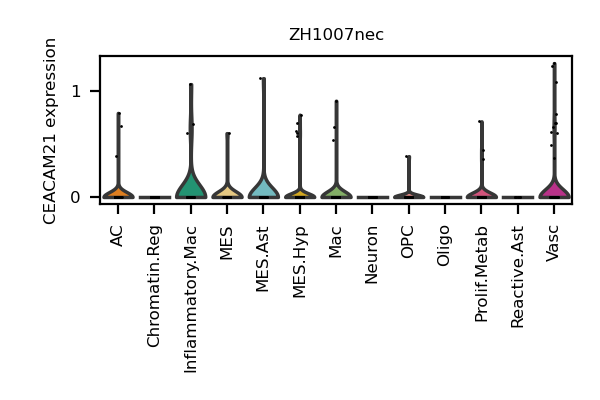 ZH1007nec
CEACAM21 expression
1
0
AC
Chromatin.Reg
Inflammatory.Mac
MES
MES.Ast
MES.Hyp
Mac
Neuron
OPC
Oligo
Prolif.Metab
Reactive.Ast
Vasc